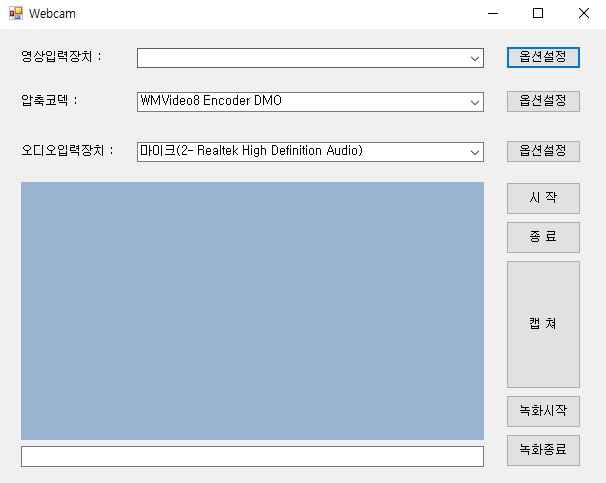 Webcam
영상입력장치 :
옵션설정
압축코덱 :
WMVideo8 Encoder DMO
옵션설정
오디오입력장치 :
마이크(2- Realtek High Definition Audio)
옵션설정
시 작
종 료
캡 쳐
녹화시작
녹화종료